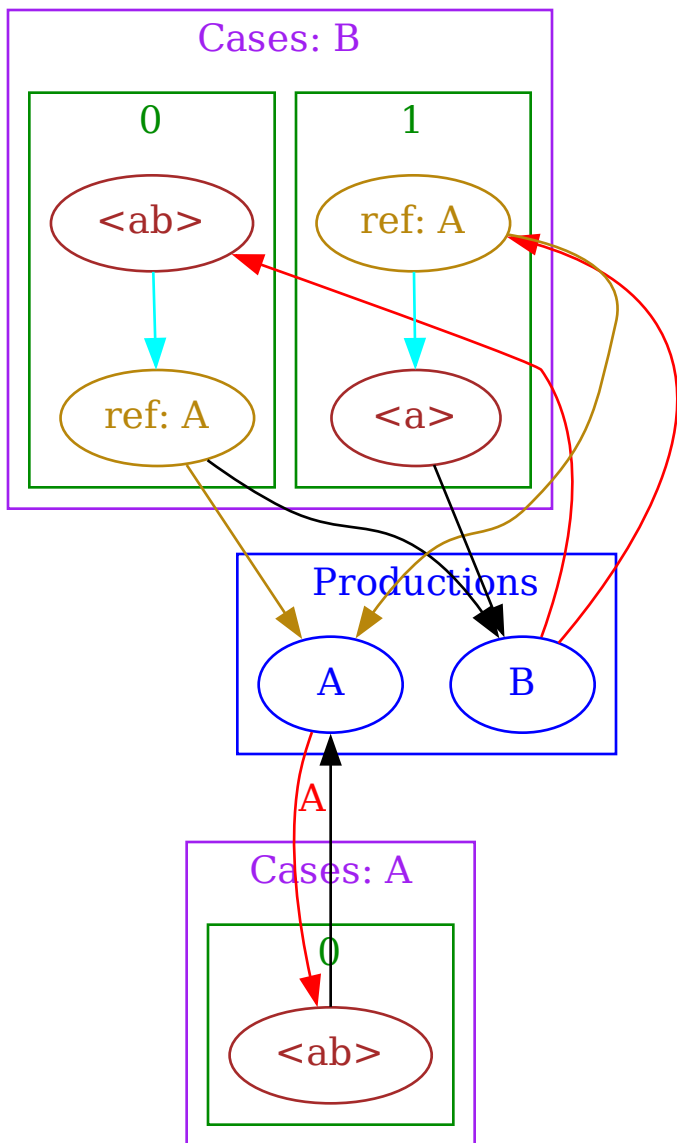 Cases: B
0
1
<ab>
ref: A
ref: A
<a>
Productions
A
B
A
Cases: A
0
<ab>